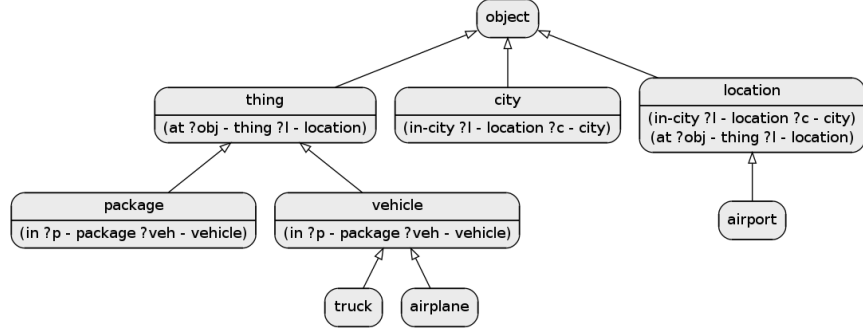 object
thing
(at ?obj - thing ?l - location)
city
(in-city ?l - location ?c - city)
location
(in-city ?l - location ?c - city)
(at ?obj - thing ?l - location)
package
(in ?p - package ?veh - vehicle)
vehicle
(in ?p - package ?veh - vehicle)
airport
truck
airplane